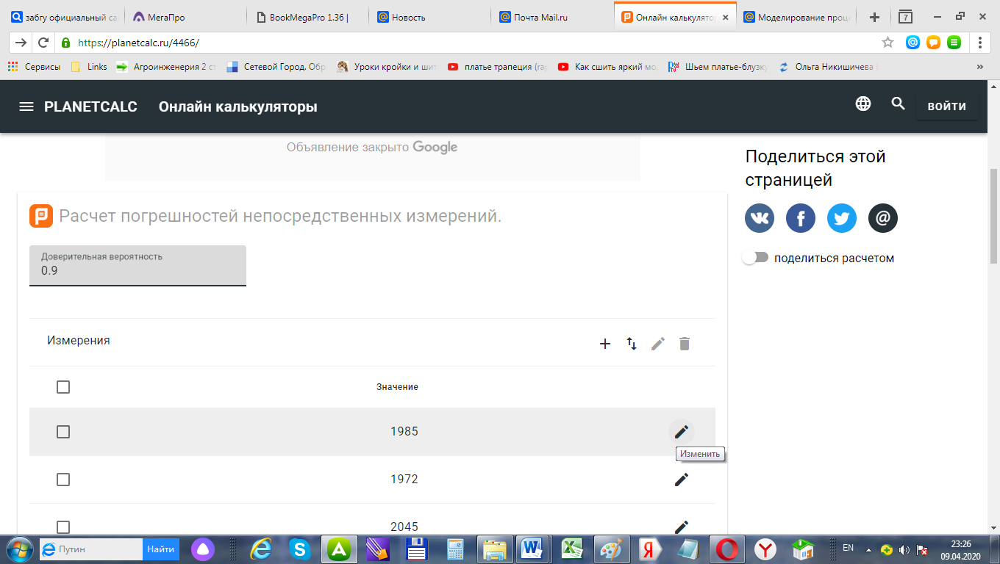 забгу официальный са
МегаПро
BookMegaPro 1.36 |
Новость
Почта Mail.ru
Онлайн калькулятор
Моделирование проце
7
https://planetcalc.ru/4466/
Сервисы
Links
Агроинженерия 2 ст
Сетевой Город. Обр
Уроки кройки и шит
платье трапеция (гар
Как сшить яркий мо
Шьем платье-блузку
Ольга Никишичева
»
PLANETCALC
Онлайн калькуляторы
ВОЙТИ
Объявление закрыто Google
Поделиться этой
страницей
поделиться расчетом
Расчет погрешностей непосредственных измерений.
Доверительная вероятность
0.9
Измерения
Значение
1985
Изменить
1972
2045
Путин
Найти
EN
23:26
09.04.2020